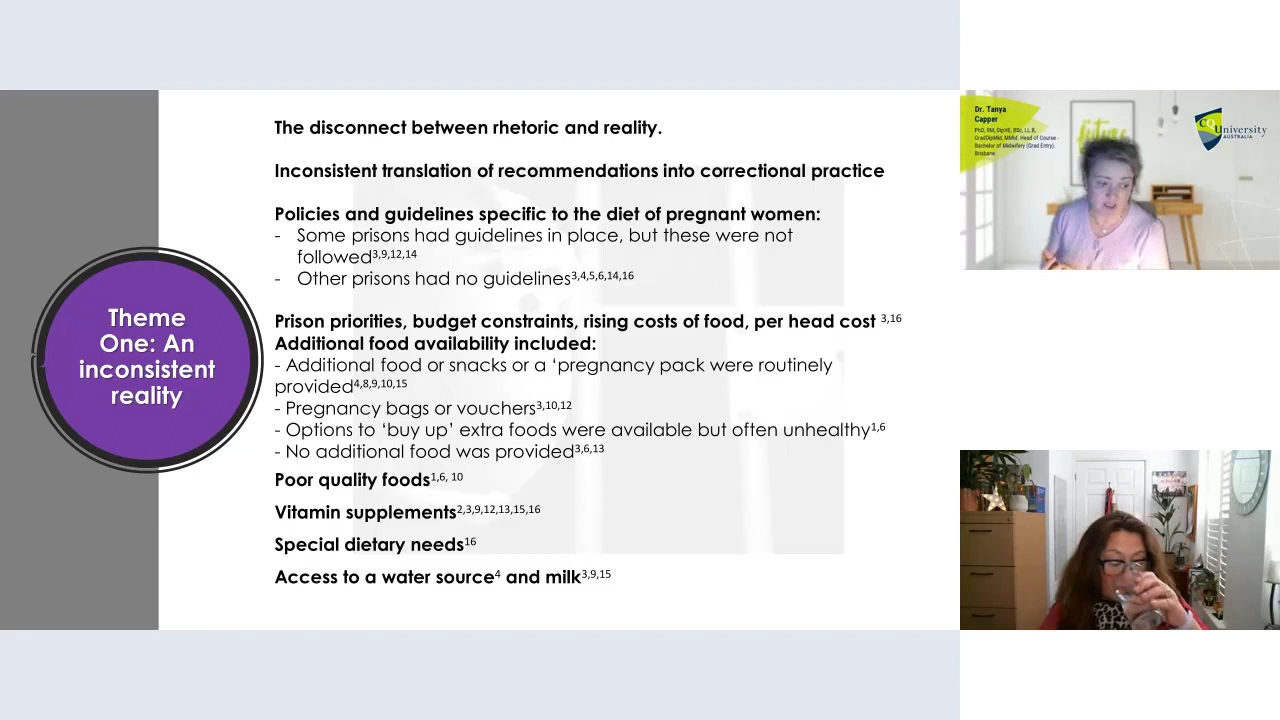 The disconnect between rhetoric and reality.
Inconsistent translation of recommendations into correctional practice
Policies and guidelines specific to the diet of pregnant women:
- Some prisons had guidelines in place, but these were not
followed3,9,12,14
- Other prisons had no guidelines3,4,5,6,14,16
Prison priorities, budget constraints, rising costs of food, per head cost 3,16
Additional food availability included:
- Additional food or snacks or a ‘pregnancy pack were routinely
provided4,8,9,10,15
- Pregnancy bags or vouchers3,10,12
- Options to ‘buy up’ extra foods were available but often unhealthy1,6
- No additional food was provided3,6,13
Poor quality foods1,6, 10
Vitamin supplements2,3,9,12,13,15,16
Special dietary needs16
Access to a water source4 and milk3,9,15
Theme
One: An
inconsistent
reality
Dr. Tanya
Capper
PhD, RM, DipHE, BSc, LL.B,
GradDipMid, MMid. Head of Course -
Bachelor of Midwifery (Grad Entry).
Brisbane
future
CQUniversity
AUSTRALIA